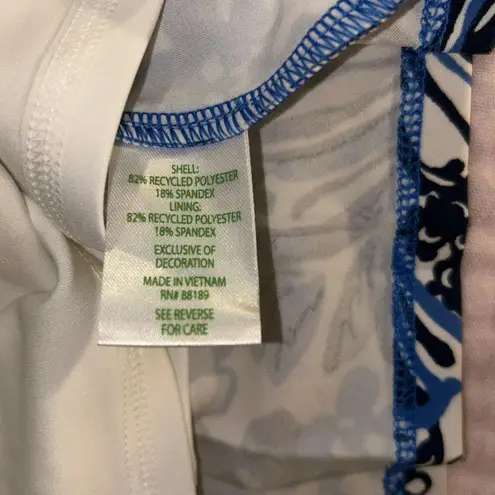 SHELL:
82% RECYCLED POLYESTER
18% SPANDEX
LINING:
82% RECYCLED POLYESTER
18% SPANDEX
EXCLUSIVE OF
DECORATION
MADE IN VIETNAM
RN# 88189
SEE REVERSE
FOR CARE